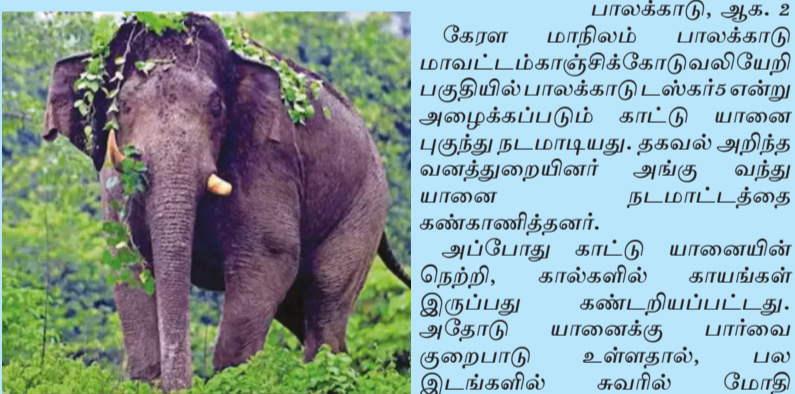 பாலக்காடு, ஆக. 2
கேரள மாநிலம் பாலக்காடு
மாவட்டம்காஞ்சிக்கோடுவலியேறி
பகுதியில்பாலக்காடுடஸ்கர்5என்று
அழைக்கப்படும் காட்டு யானை
புகுந்து நடமாடியது. தகவல் அறிந்த
வனத்துறையினர் அங்கு வந்து
யானை நடமாட்டத்தை
கண்காணித்தனர்.
அப்போது காட்டு யானையின்
நெற்றி, கால்களில் காயங்கள்
இருப்பது கண்டறியப்பட்டது.
அதோடு யானைக்கு பார்வை
குறைபாடு உள்ளதால், பல
இடங்களில் சுவரில் மோதி